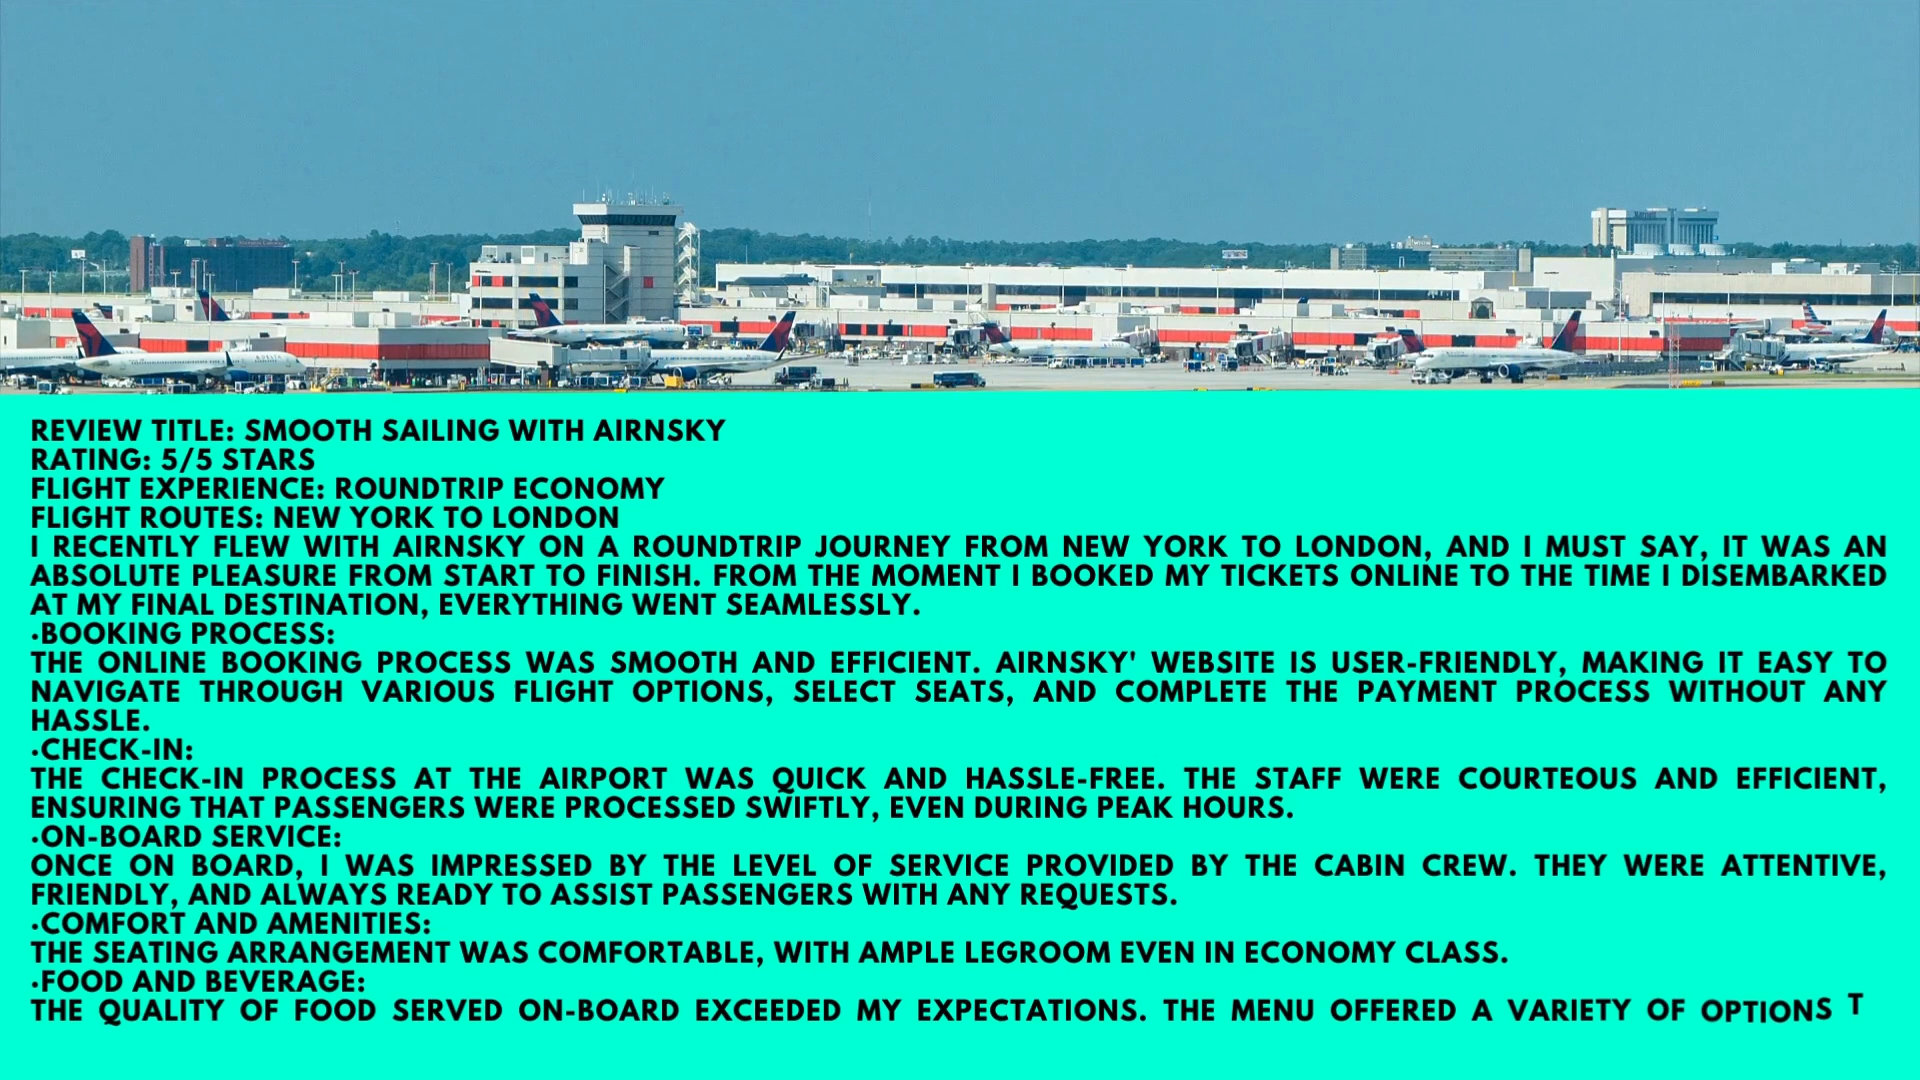 REVIEW TITLE: SMOOTH SAILING WITH AIRNSKY
RATING: 5/5 STARS
FLIGHT EXPERIENCE: ROUNDTRIP ECONOMY
FLIGHT ROUTES: NEW YORK TO LONDON
I RECENTLY FLEW WITH AIRNSKY ON A ROUNDTRIP JOURNEY FROM NEW YORK TO LONDON, AND I MUST SAY, IT WAS AN
ABSOLUTE PLEASURE FROM START TO FINISH. FROM THE MOMENT I BOOKED MY TICKETS ONLINE TO THE TIME I DISEMBARKED
AT MY FINAL DESTINATION, EVERYTHING WENT SEAMLESSLY.
·BOOKING PROCESS:
THE ONLINE BOOKING PROCESS WAS SMOOTH AND EFFICIENT. AIRNSKY' WEBSITE IS USER-FRIENDLY, MAKING IT EASY TO
NAVIGATE THROUGH VARIOUS FLIGHT OPTIONS, SELECT SEATS, AND COMPLETE THE PAYMENT PROCESS WITHOUT ANY
HASSLE.
·CHECK-IN:
THE CHECK-IN PROCESS AT THE AIRPORT WAS QUICK AND HASSLE-FREE. THE STAFF WERE COURTEOUS AND EFFICIENT,
ENSURING THAT PASSENGERS WERE PROCESSED SWIFTLY, EVEN DURING PEAK HOURS.
·ON-BOARD SERVICE:
ONCE ON BOARD, I WAS IMPRESSED BY THE LEVEL OF SERVICE PROVIDED BY THE CABIN CREW. THEY WERE ATTENTIVE,
FRIENDLY, AND ALWAYS READY TO ASSIST PASSENGERS WITH ANY REQUESTS.
·COMFORT AND AMENITIES:
THE SEATING ARRANGEMENT WAS COMFORTABLE, WITH AMPLE LEGROOM EVEN IN ECONOMY CLASS.
·FOOD AND BEVERAGE:
THE QUALITY OF FOOD SERVED ON-BOARD EXCEEDED MY EXPECTATIONS. THE MENU OFFERED A VARIETY OF OPTIONS T